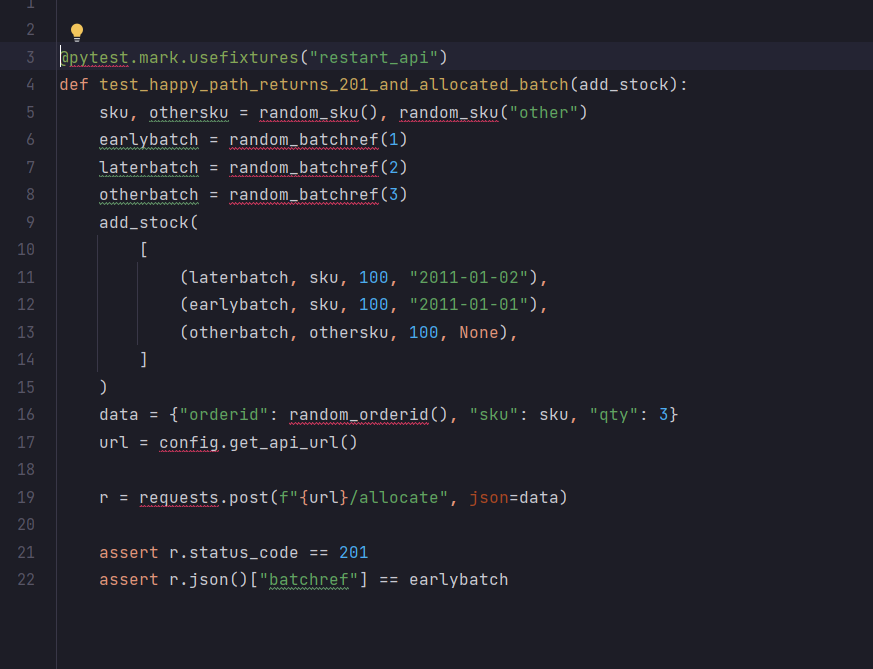 1
2
3 @pytest.mark.usefixtures("restart_api")
4 def test_happy_path_returns_201_and_allocated_batch(add_stock):
5     sku, othersku = random_sku(), random_sku("other")
6     earlybatch = random_batchref(1)
7     laterbatch = random_batchref(2)
8     otherbatch = random_batchref(3)
9     add_stock(
10         [
11             (laterbatch, sku, 100, "2011-01-02"),
12             (earlybatch, sku, 100, "2011-01-01"),
13             (otherbatch, othersku, 100, None),
14         ]
15     )
16     data = {"orderid": random_orderid(), "sku": sku, "qty": 3}
17     url = config.get_api_url()
18
19     r = requests.post(f"{url}/allocate", json=data)
20
21     assert r.status_code == 201
22     assert r.json()["batchref"] == earlybatch